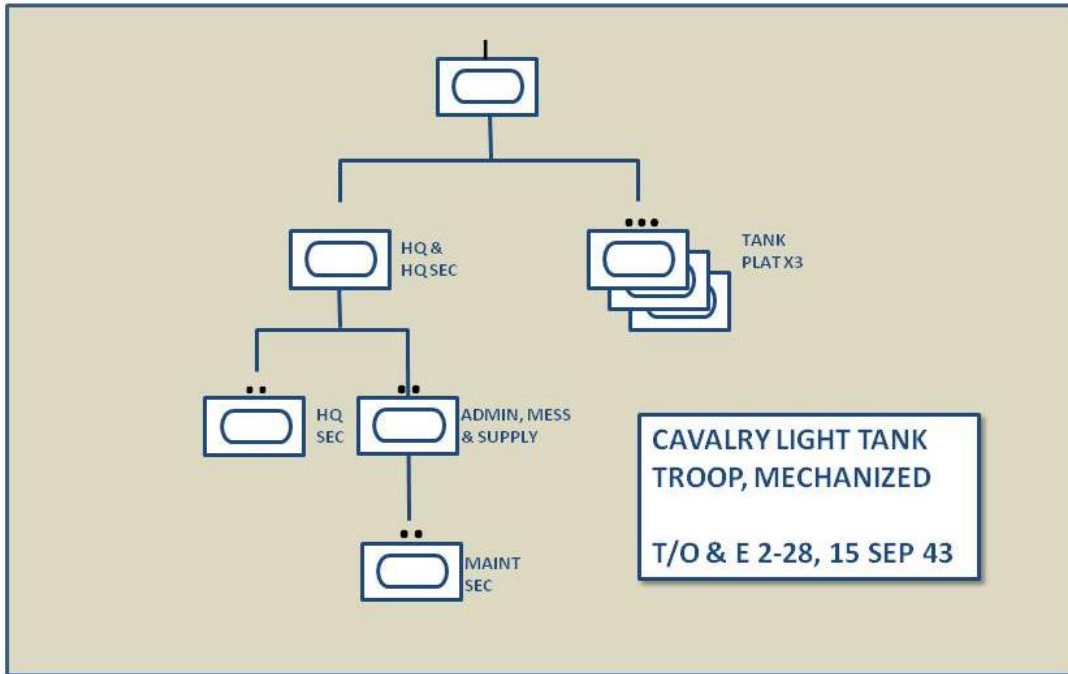 HQ &
HQ SEC
TANK
PLAT X3
HQ
SEC
ADMIN, MESS
& SUPPLY
MAINT
SEC
CAVALRY LIGHT TANK
TROOP, MECHANIZED
T/O & E 2-28, 15 SEP 43